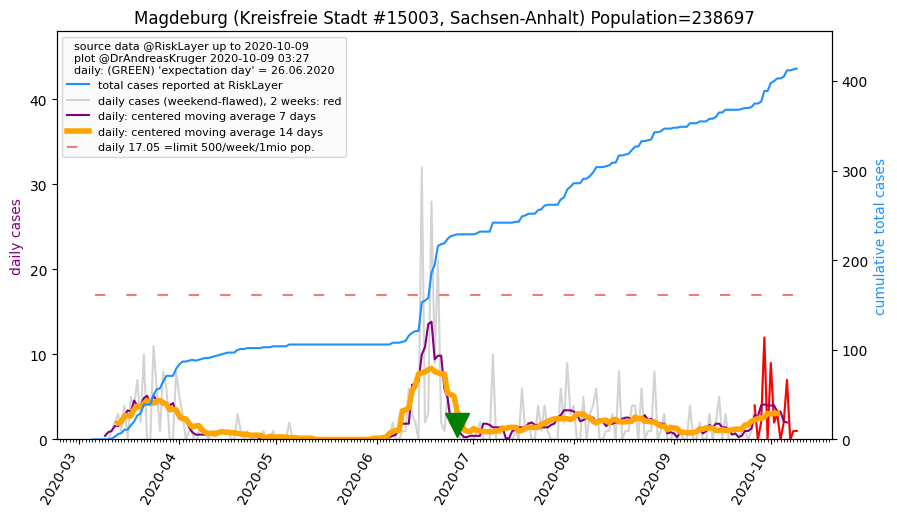 Magdeburg (Kreisfreie Stadt #15003, Sachsen-Anhalt) Population=238697
source data @RiskLayer up to 2020-10-09
plot @DrAndreasKruger 2020-10-09 03:27
daily: (GREEN) 'expectation day' = 26.06.2020
total cases reported at RiskLayer
daily cases (weekend-flawed), 2 weeks: red
daily: centered moving average 7 days
daily: centered moving average 14 days
daily 17.05 =limit 500/week/1mio pop.
daily cases
40
30
20
10
0
cumulative total cases
400
300
200
100
0
2020-03
2020-04
2020-05
2020-06
2020-07
2020-08
2020-09
2020-10